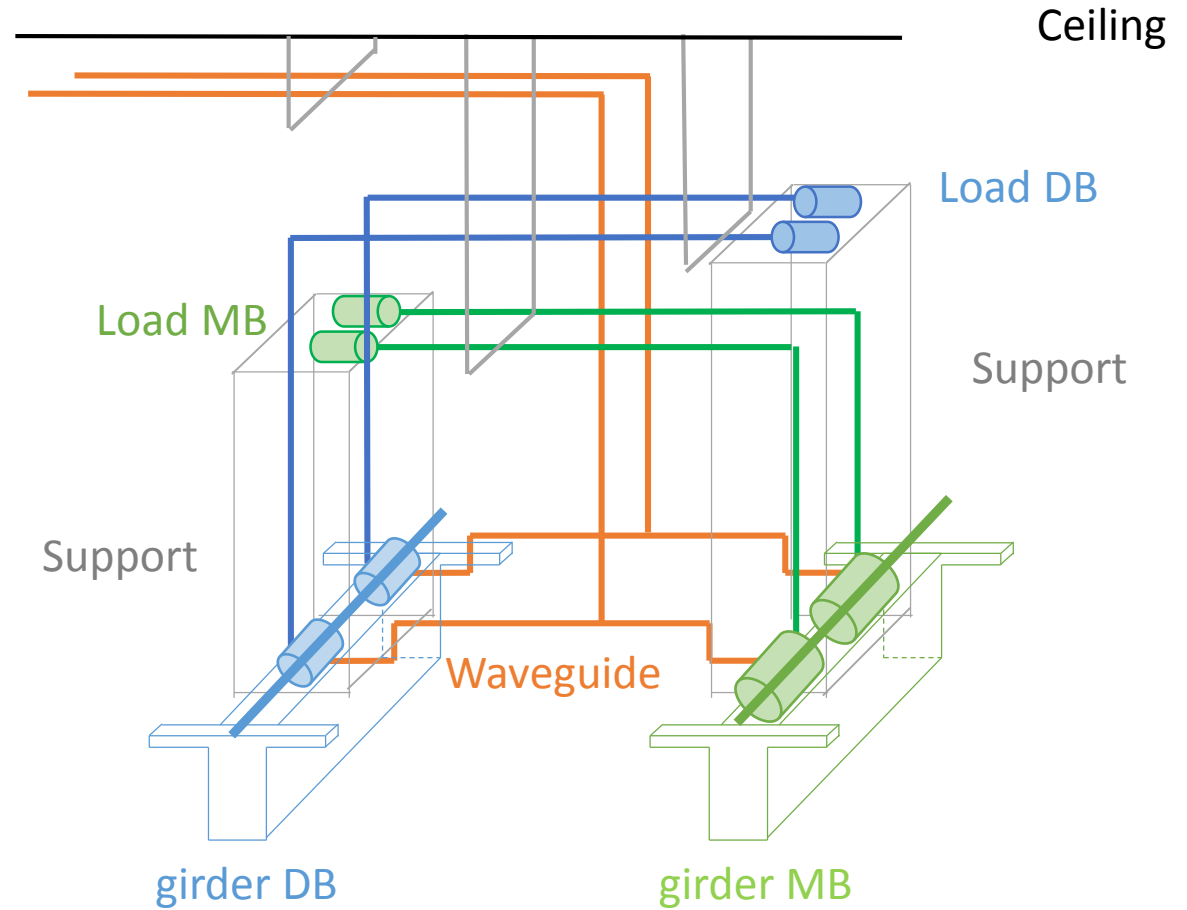 Ceiling
Load DB
Load MB
Support
Support
Waveguide
girder DB
girder MB